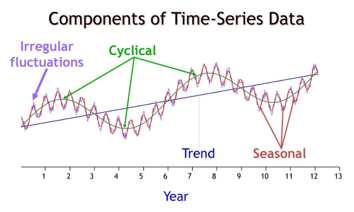 Components of Time-Series Data
Irregular
fluctuations
Cyclical
Trend
Seasonal
1 2 3 4 5 6 7 8 9 10 11 12 13
Year